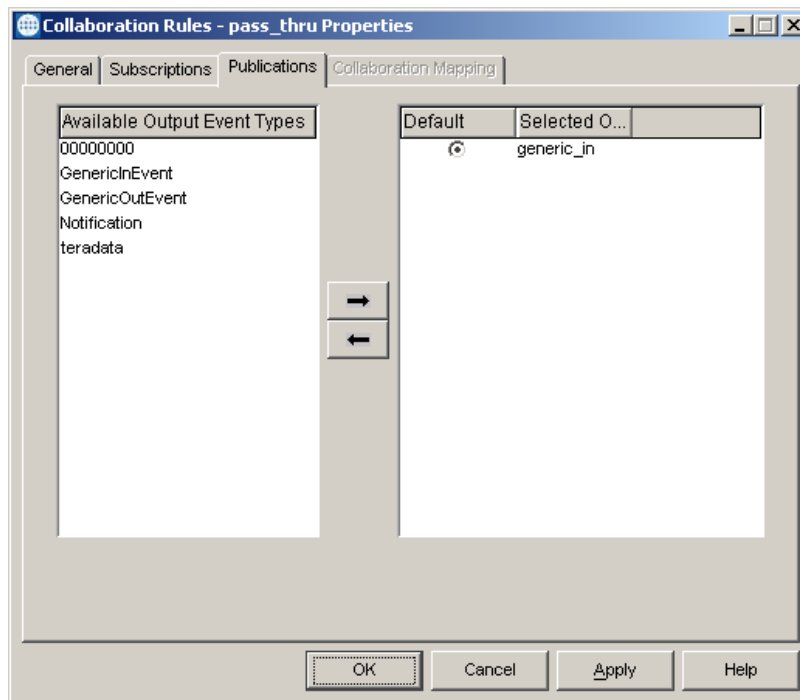 Collaboration Rules - pass_thru Properties
General Subscriptions Publications Collaboration Mapping
Available Output Event Types
00000000
GenericInEvent
GenericOutEvent
Notification
teradata
Default Selected O...
generic_in
OK Cancel Apply Help